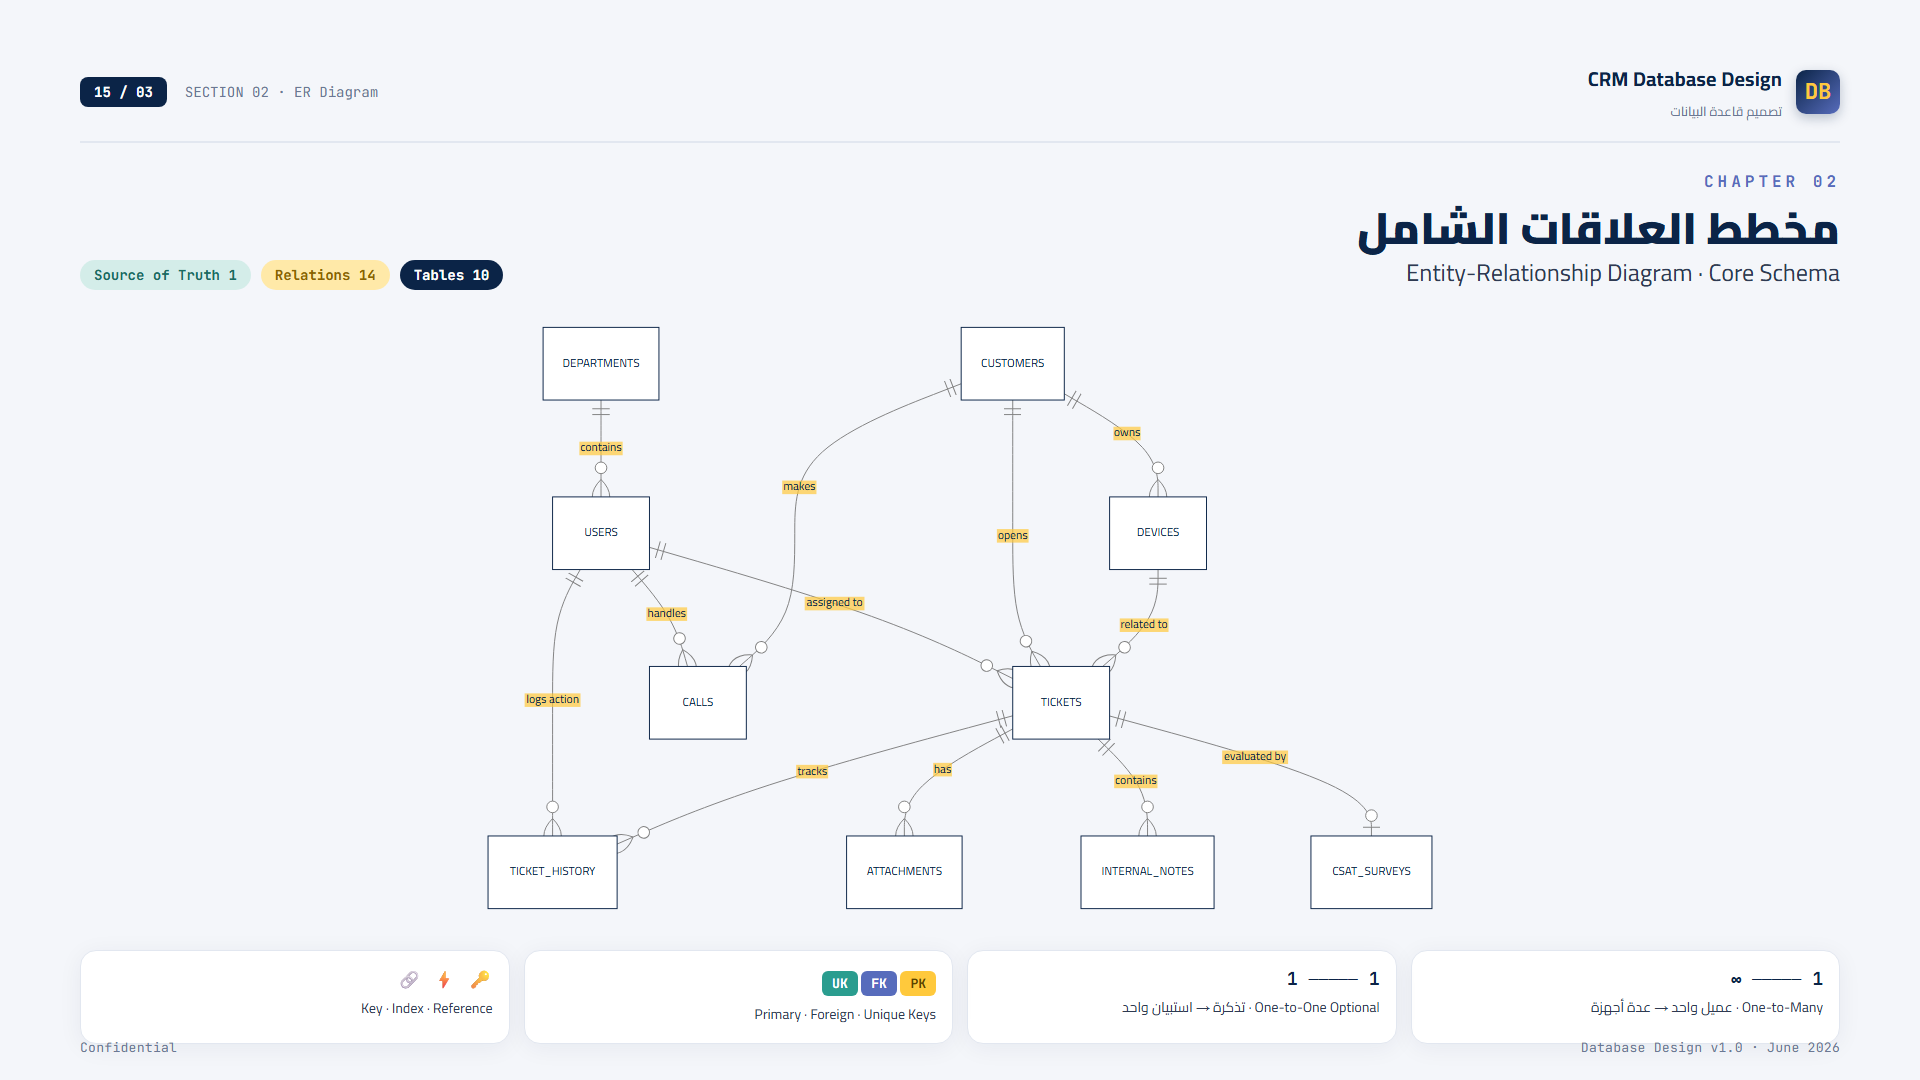 CRM Database Design
تصميم قاعدة البيانات
DB
15 / 03
SECTION 02 · ER Diagram
CHAPTER 02
مخطط العلاقات الشامل
Entity-Relationship Diagram · Core Schema
Source of Truth 1
Relations 14
Tables 10
DEPARTMENTS
CUSTOMERS
contains
owns
makes
opens
USERS
DEVICES
assigned to
handles
related to
logs action
CALLS
TICKETS
tracks
has
contains
evaluated by
TICKET_HISTORY
ATTACHMENTS
INTERNAL_NOTES
CSAT_SURVEYS
∞ ───── 1
One-to-Many · عميل واحد → عدة أجهزة
1 ───── 1
One-to-One Optional · تذكرة → استبيان واحد
UK FK PK
Primary · Foreign · Unique Keys
🔗 ⚡ 🔑
Key · Index · Reference
Confidential
Database Design v1.0 · June 2026